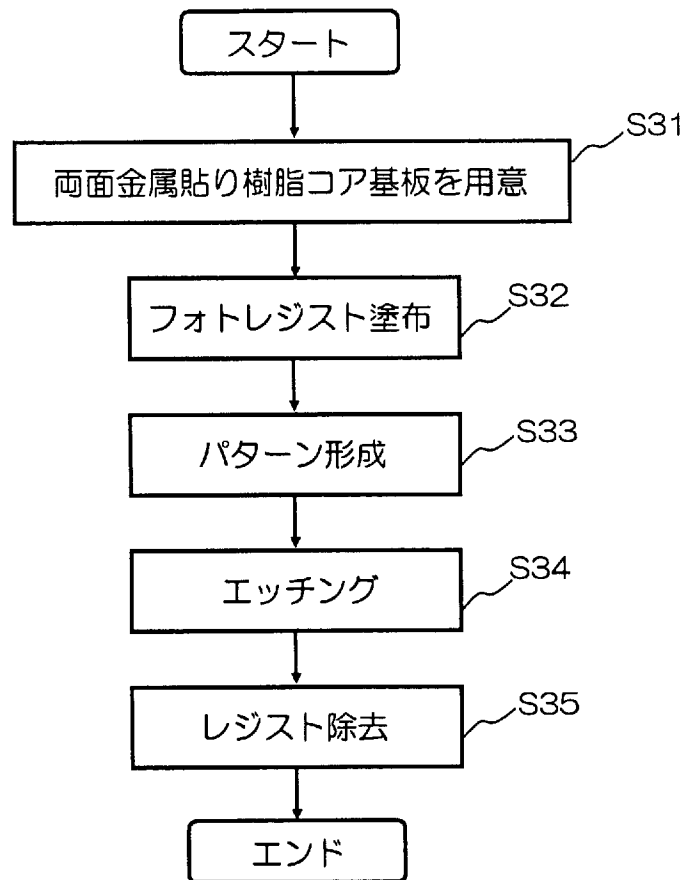 スタート
S31
両面金属貼り樹脂コア基板を用意
S32
フォトレジスト塗布
S33
パターン形成
S34
エッチング
S35
レジスト除去
エンド